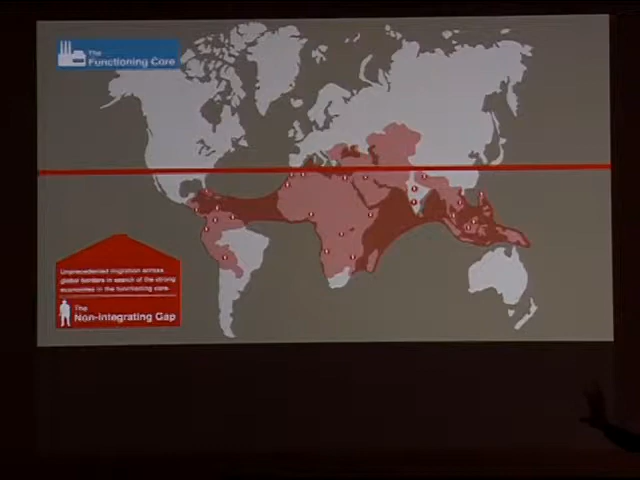 The
Functioning Core
Unprecedented migration across
global borders in search of the strong
economies in the functioning core.
The
Non-Integrating Gap